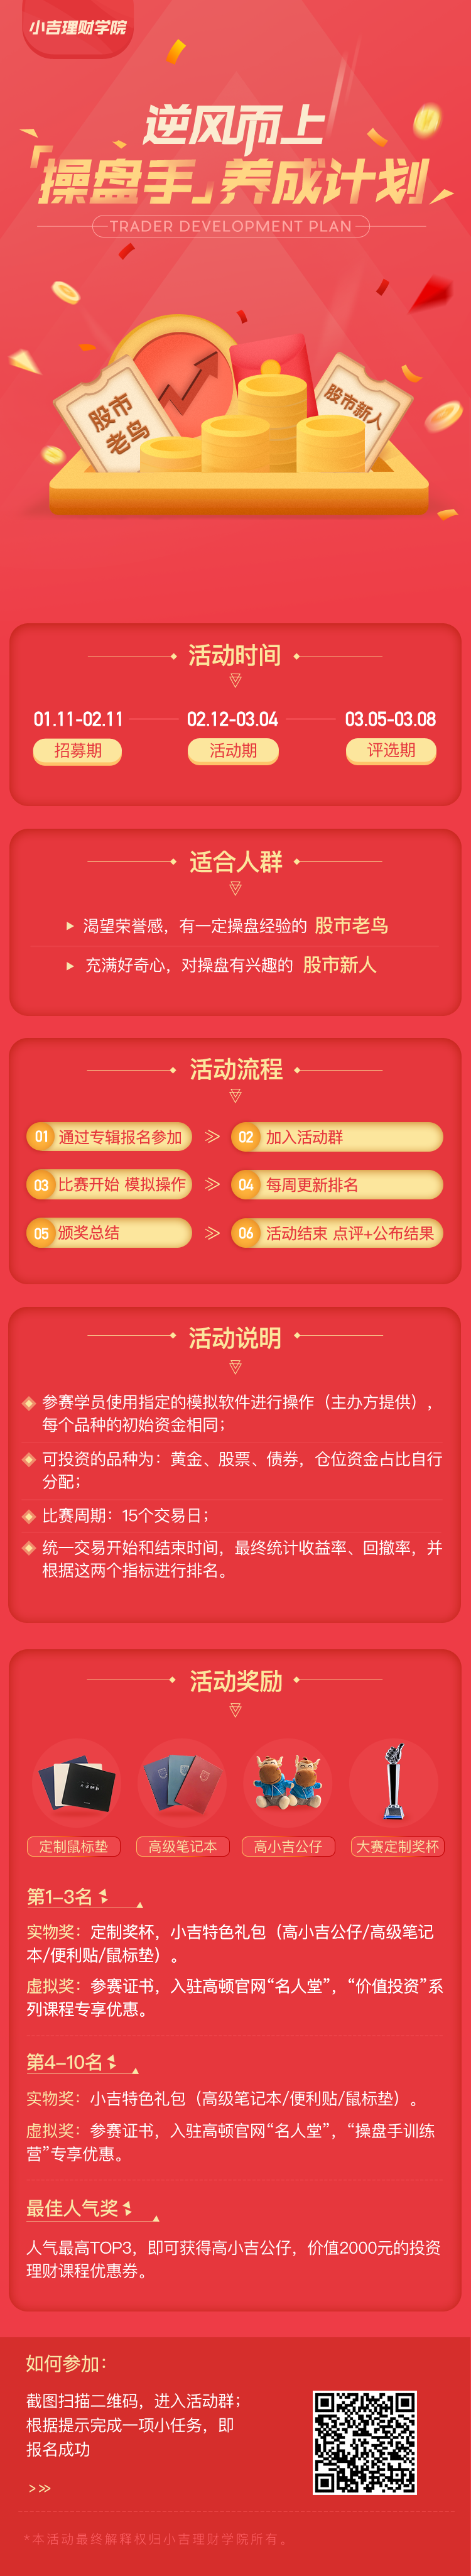 小吉理财学院
逆风而上
「操盘手」养成计划
TRADER DEVELOPMENT PLAN
股市
老鸟
股市新人
活动时间
01.11-02.11 02.12-03.04 03.05-03.08
招募期 活动期 评选期
适合人群
渴望荣誉感，有一定操盘经验的 股市老鸟
充满好奇心，对操盘有兴趣的 股市新人
活动流程
01 通过专辑报名参加 02 加入活动群
03 比赛开始 模拟操作 04 每周更新排名
05 颁奖总结 06 活动结束 点评+公布结果
活动说明
参赛学员使用指定的模拟软件进行操作（主办方提供），
每个品种的初始资金相同；
可投资的品种为：黄金、股票、债券，仓位资金占比自行
分配；
比赛周期：15个交易日；
统一交易开始和结束时间，最终统计收益率、回撤率，并
根据这两个指标进行排名。
活动奖励
定制鼠标垫 高级笔记本 高小吉公仔 大赛定制奖杯
第1-3名
实物奖：定制奖杯，小吉特色礼包（高小吉公仔/高级笔记
本/便利贴/鼠标垫）。
虚拟奖：参赛证书，入驻高顿官网“名人堂”，“价值投资”系
列课程专享优惠。
第4-10名
实物奖：小吉特色礼包（高级笔记本/便利贴/鼠标垫）。
虚拟奖：参赛证书，入驻高顿官网“名人堂”，“操盘手训练
营”专享优惠。
最佳人气奖
人气最高TOP3，即可获得高小吉公仔，价值2000元的投资
理财课程优惠券。
如何参加：
截图扫描二维码，进入活动群；
根据提示完成一项小任务，即
报名成功
*本活动最终解释权归小吉理财学院所有。